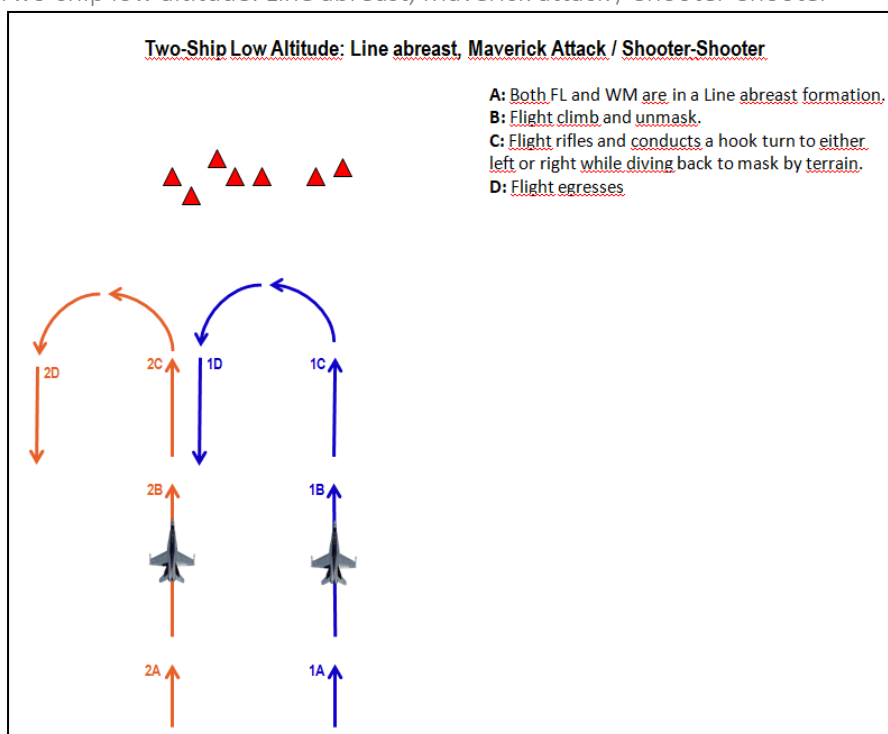 Two-Ship Low Altitude: Line abreast, Maverick Attack / Shooter-Shooter
A: Both FL and WM are in a Line abreast formation.
B: Flight climb and unmask.
C: Flight rifles and conducts a hook turn to either
left or right while diving back to mask by terrain.
D: Flight egresses
2D
2C
1D
1C
2B
1B
2A
1A